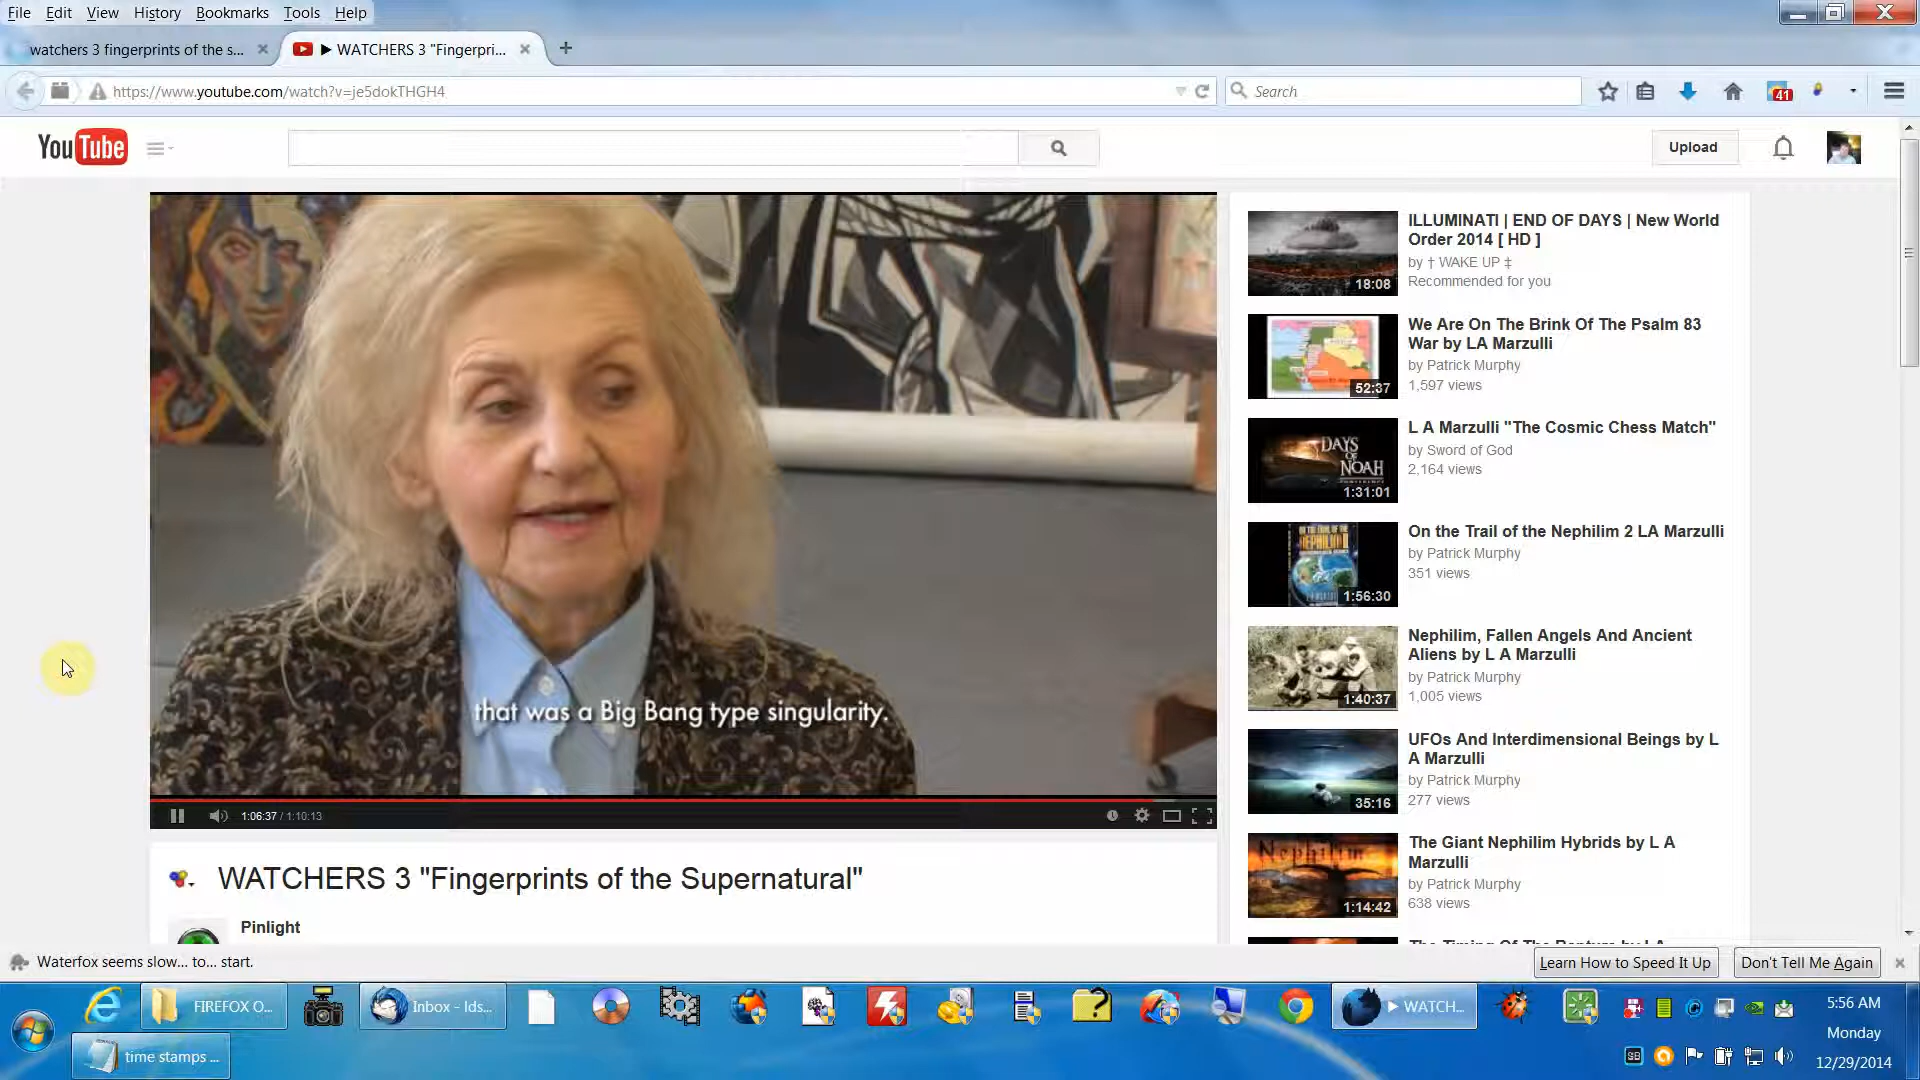 File Edit View History Bookmarks Tools Help
watchers 3 fingerprints of the s...
▶ WATCHERS 3 "Fingerpri...
https://www.youtube.com/watch?v=je5dokTHGH4
Search
41
YouTube
Upload
that was a Big Bang type singularity.
1:06:37 / 1:10:13
WATCHERS 3 "Fingerprints of the Supernatural"
Pinlight
ILLUMINATI | END OF DAYS | New World
Order 2014 [ HD ]
by † WAKE UP ‡
Recommended for you
18:08
We Are On The Brink Of The Psalm 83
War by LA Marzulli
by Patrick Murphy
1,597 views
52:37
L A Marzulli "The Cosmic Chess Match"
by Sword of God
2,164 views
DAYS
OF
NOAH
1:31:01
On the Trail of the Nephilim 2 LA Marzulli
by Patrick Murphy
351 views
1:56:30
Nephilim, Fallen Angels And Ancient
Aliens by L A Marzulli
by Patrick Murphy
1,005 views
1:40:37
UFOs And Interdimensional Beings by L
A Marzulli
by Patrick Murphy
277 views
35:16
The Giant Nephilim Hybrids by L A
Marzulli
by Patrick Murphy
638 views
Nephilim
1:14:42
The Timing Of The Rapture by L A
Waterfox seems slow... to... start.
Learn How to Speed It Up
Don't Tell Me Again
FIREFOX O...
Inbox - Ids...
▶ WATCH...
5:56 AM
Monday
12/29/2014
time stamps ...